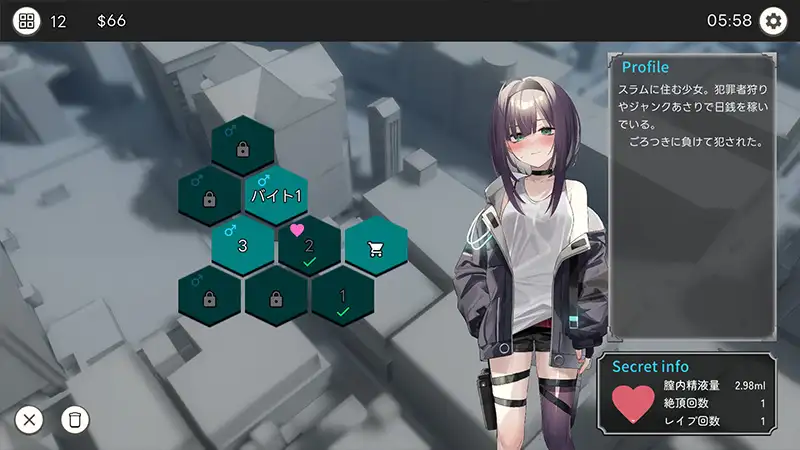 12 $66 05:58
Profile
スラムに住む少女。犯罪者狩り
やジャンクあさりで日銭を稼い
でいる。
ごろつきに負けて犯された。
バイト1
3 2
1
Secret info
膣内精液量 2.98ml
絶頂回数 1
レイプ回数 1